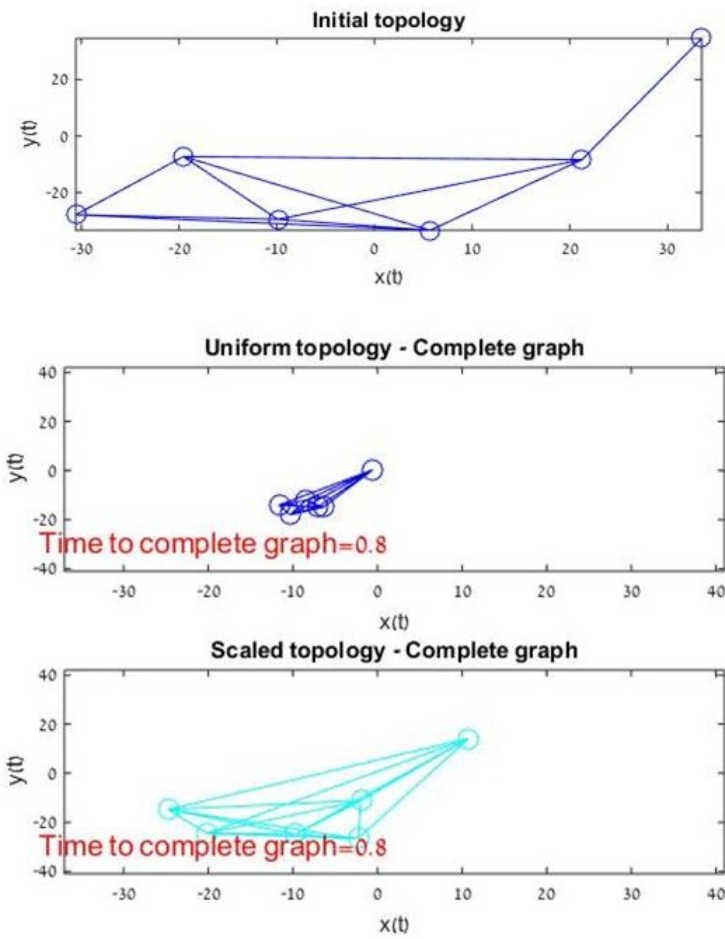 Initial topology
20
0
-20
y(t)
-30 -20 -10 0 10 20 30
x(t)
Uniform topology - Complete graph
40
20
0
-20
-40
y(t)
Time to complete graph=0.8
-30 -20 -10 0 10 20 30 40
x(t)
Scaled topology - Complete graph
40
20
0
-20
-40
y(t)
Time to complete graph=0.8
-30 -20 -10 0 10 20 30 40
x(t)